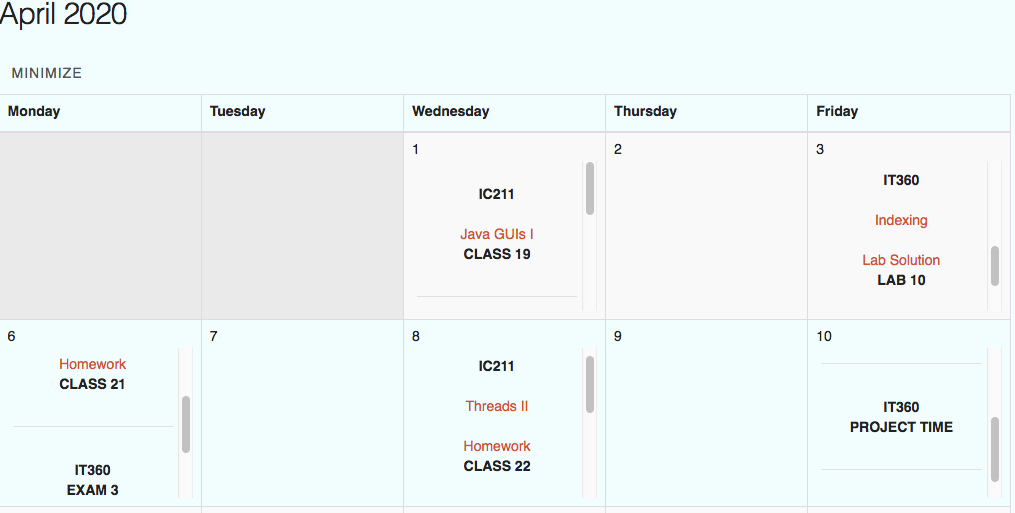 April 2020
MINIMIZE
Monday Tuesday Wednesday Thursday Friday
1
IC211
Java GUIs I
CLASS 19
2
3
IT360
Indexing
Lab Solution
LAB 10
6
Homework
CLASS 21
IT360
EXAM 3
7
8
IC211
Threads II
Homework
CLASS 22
9
10
IT360
PROJECT TIME